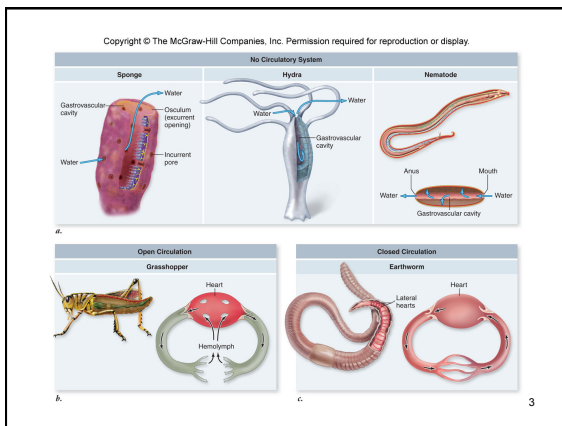 Copyright © The McGraw-Hill Companies, Inc. Permission required for reproduction or display.
No Circulatory System
Sponge
Hydra
Nematode
Water
Gastrovascular
cavity
Osculum
(excurrent
opening)
Water
Incurrent
pore
Water
Water
Gastrovascular
cavity
Anus
Mouth
Water
Water
Gastrovascular cavity
a.
Open Circulation
Grasshopper
Heart
Hemolymph
b.
Closed Circulation
Earthworm
Lateral
hearts
Heart
c.
3